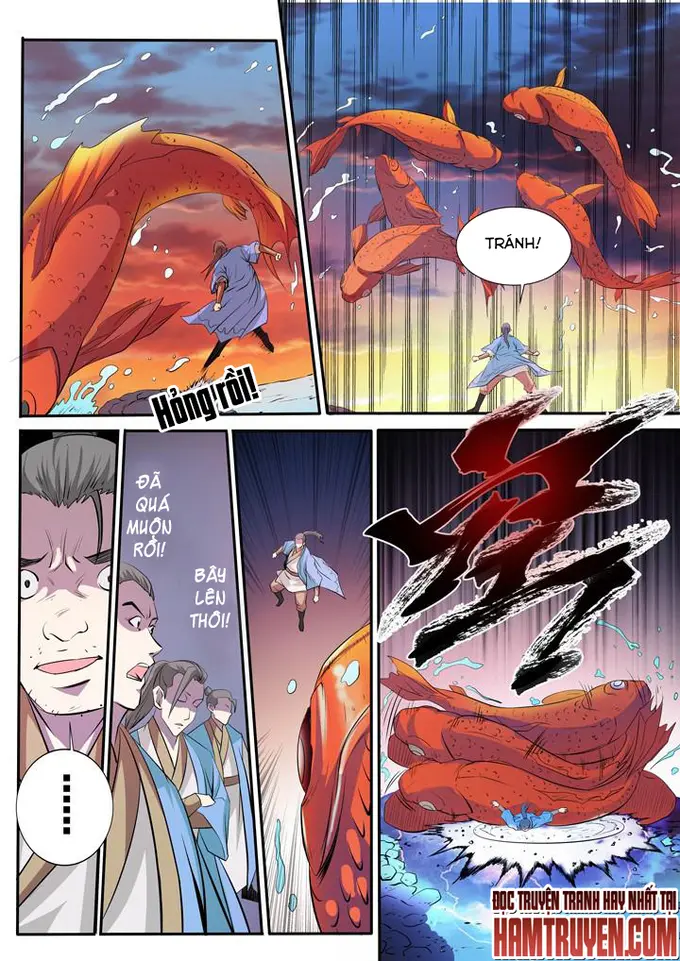 Hỏng rồi!
TRÁNH!
ĐÃ
QUÁ
MUỘN
RỒI!
BÂY LÊN
THÔI!
......
ĐỌC TRUYỆN TRANH HAY NHẤT TẠI
HAMTRUYEN.COM